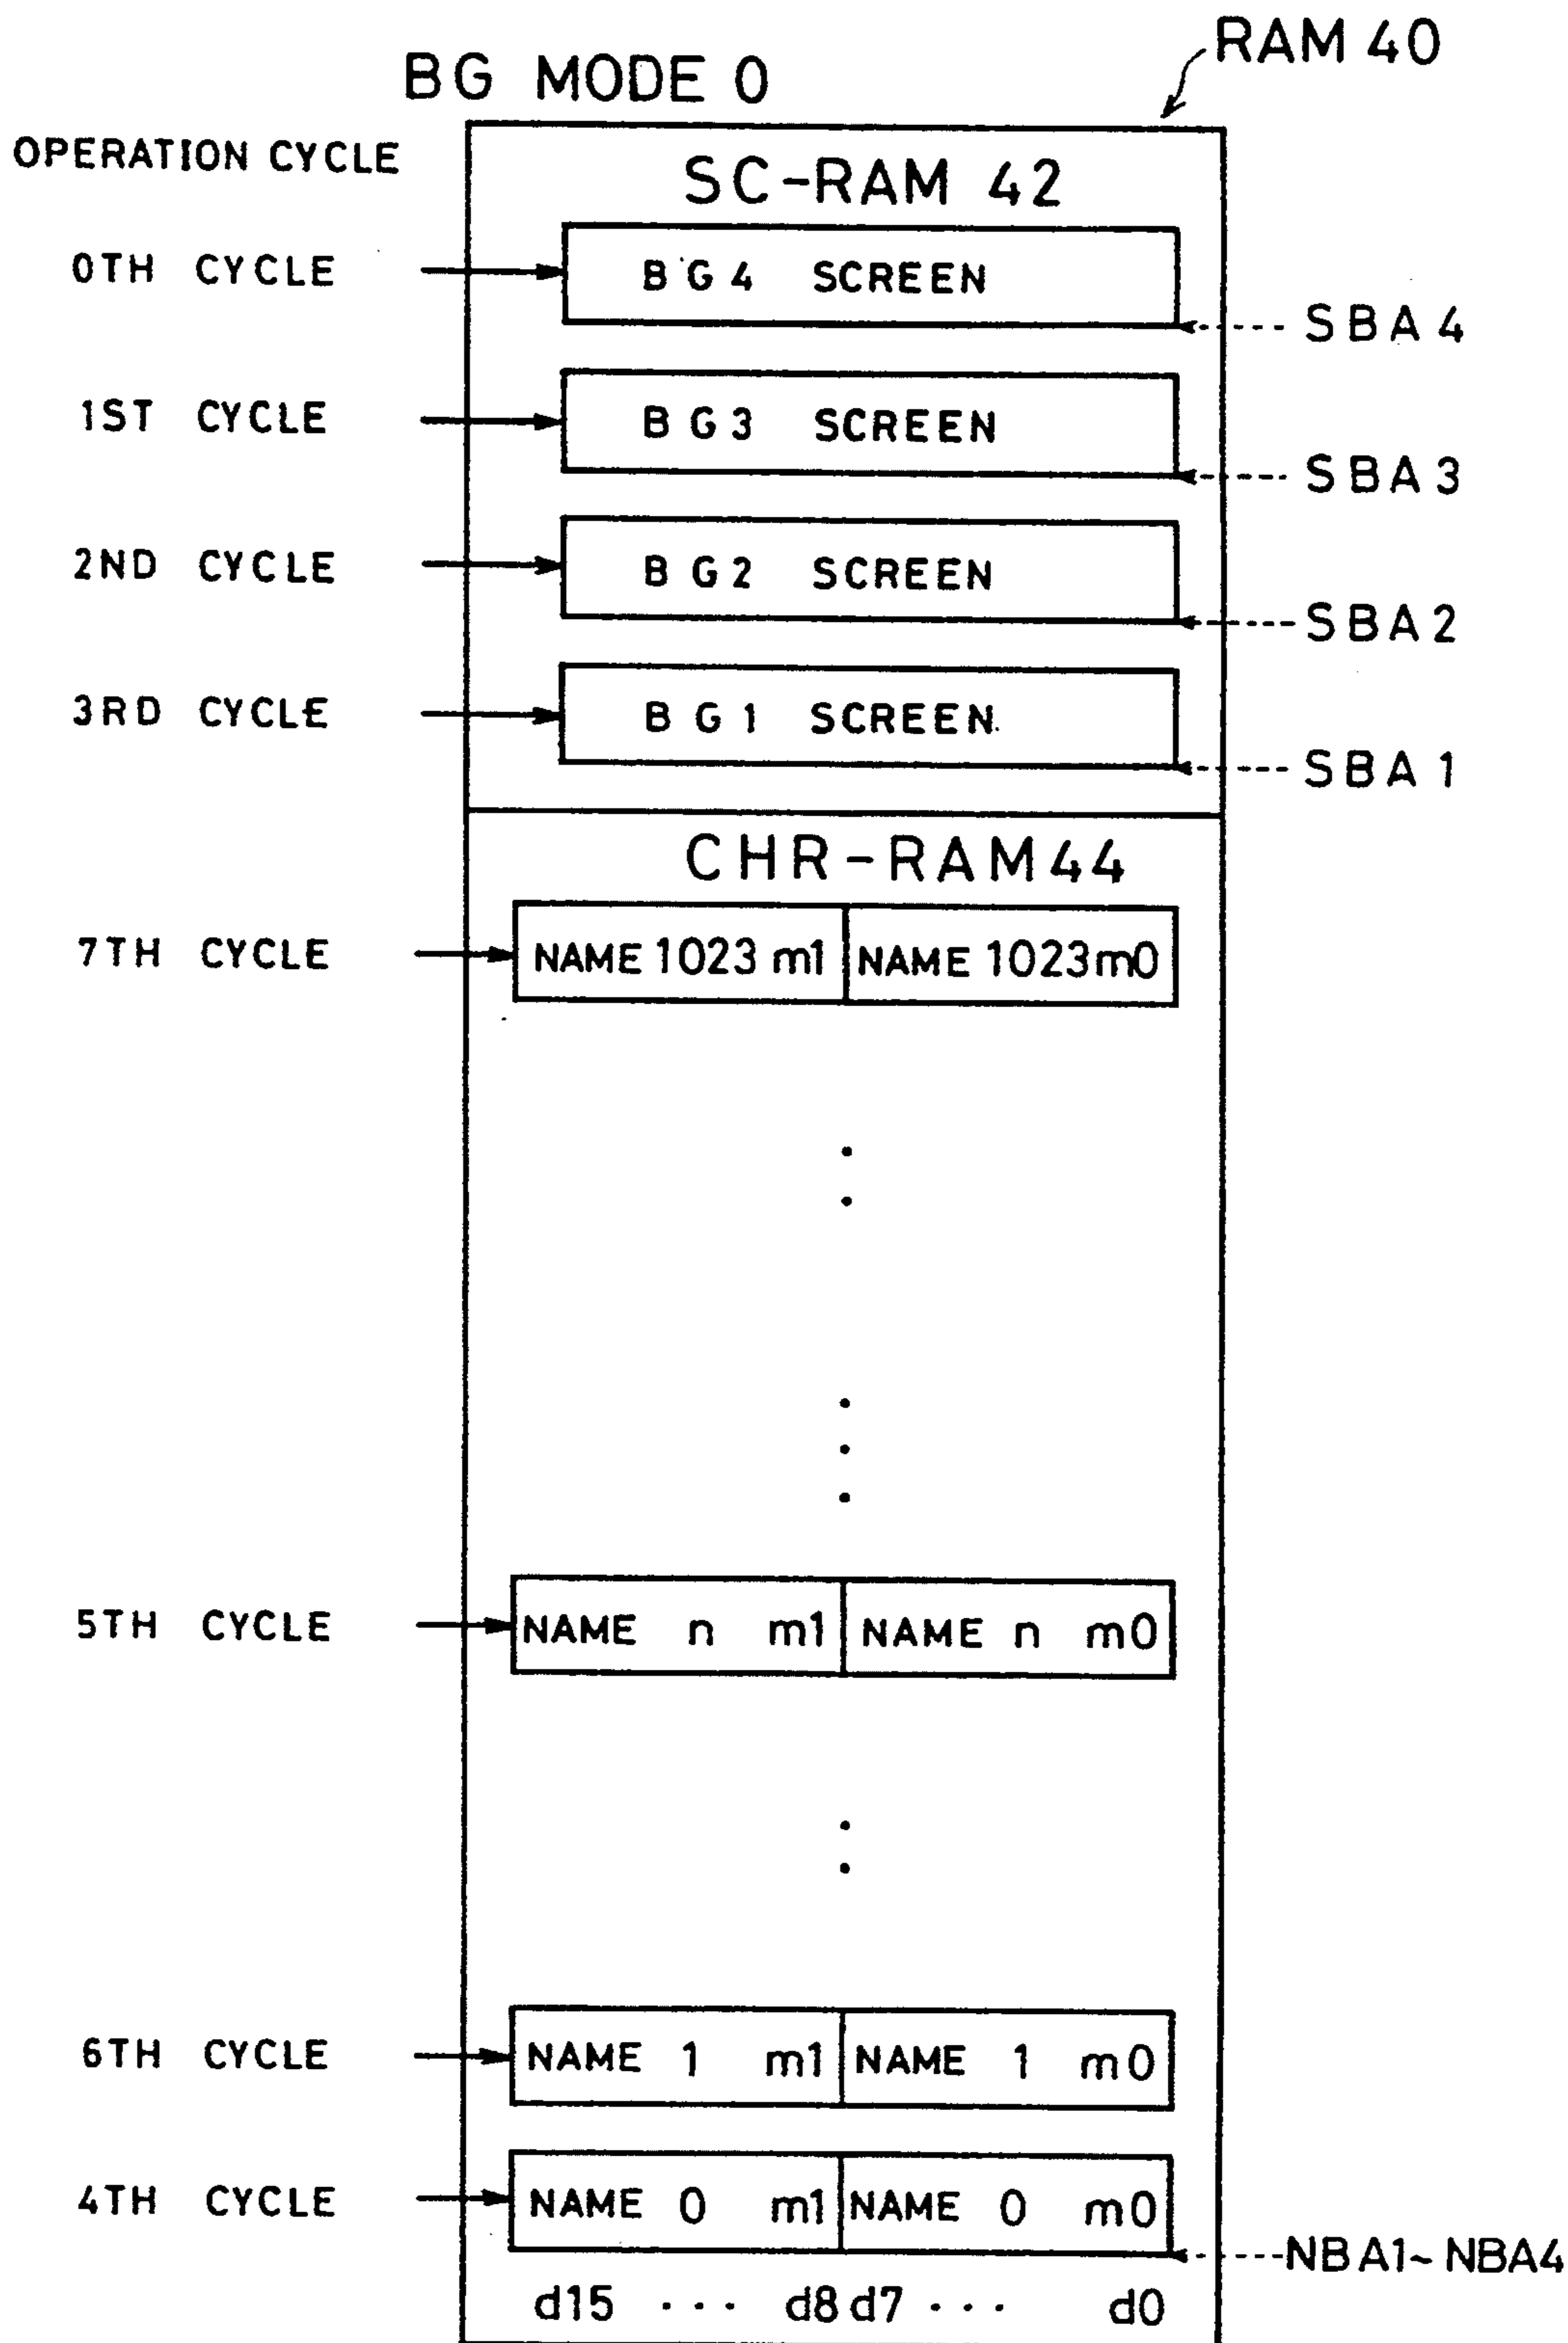 RAM 40
BG MODE 0
OPERATION CYCLE
SC-RAM 42
0TH CYCLE
BG4 SCREEN
SBA4
1ST CYCLE
BG3 SCREEN
SBA3
2ND CYCLE
BG2 SCREEN
SBA2
3RD CYCLE
BG1 SCREEN
SBA1
CHR-RAM44
7TH CYCLE
NAME 1023 m1 NAME 1023 m0
5TH CYCLE
NAME n m1 NAME n m0
6TH CYCLE
NAME 1 m1 NAME 1 m0
4TH CYCLE
NAME 0 m1 NAME 0 m0
NBA1~NBA4
d15 ... d8 d7 ... d0